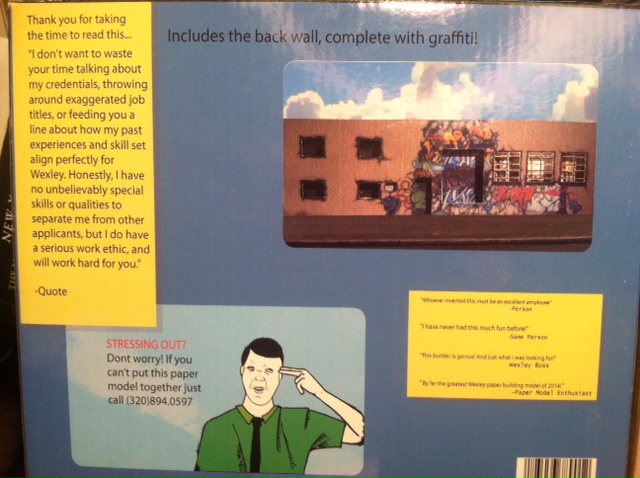 Thank you for taking
the time to read this...
"I don't want to waste
your time talking about
my credentials, throwing
around exaggerated job
titles, or feeding you a
line about how my past
experiences and skill set
align perfectly for
Wexley. Honestly, I have
no unbelievably special
skills or qualities to
separate me from other
applicants, but I do have
a serious work ethic, and
will work hard for you."
-Quote
Includes the back wall, complete with graffiti!
STRESSING OUT?
Dont worry! If you
can't put this paper
model together just
call (320)894.0597
"Whoever invented this must be an excellent employee"
-Person
"I have never had this much fun before!"
-Same Person
"This builder is genius! And just what I was looking for!"
-Wexley Boss
"By far the greatest Wexley paper building model of 2014!"
-Paper Model Enthusiast
NEW